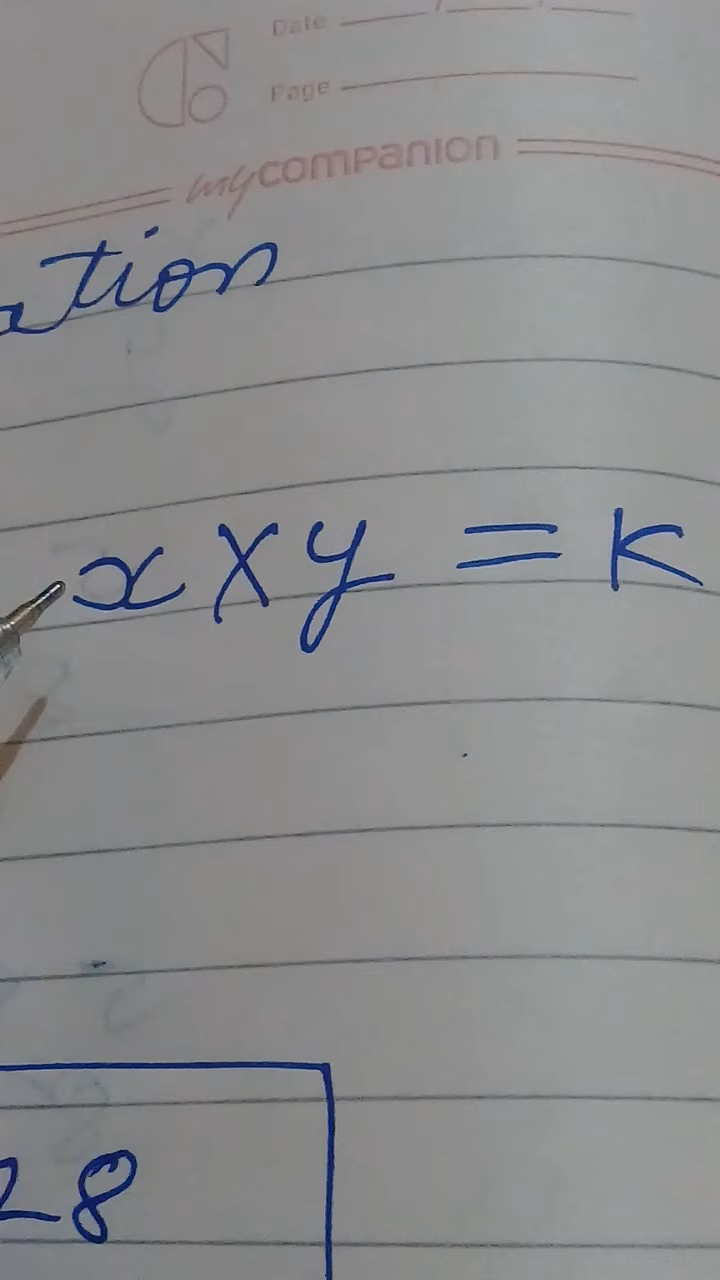 Date
Page
mycompanion
ation
x × y = K
28